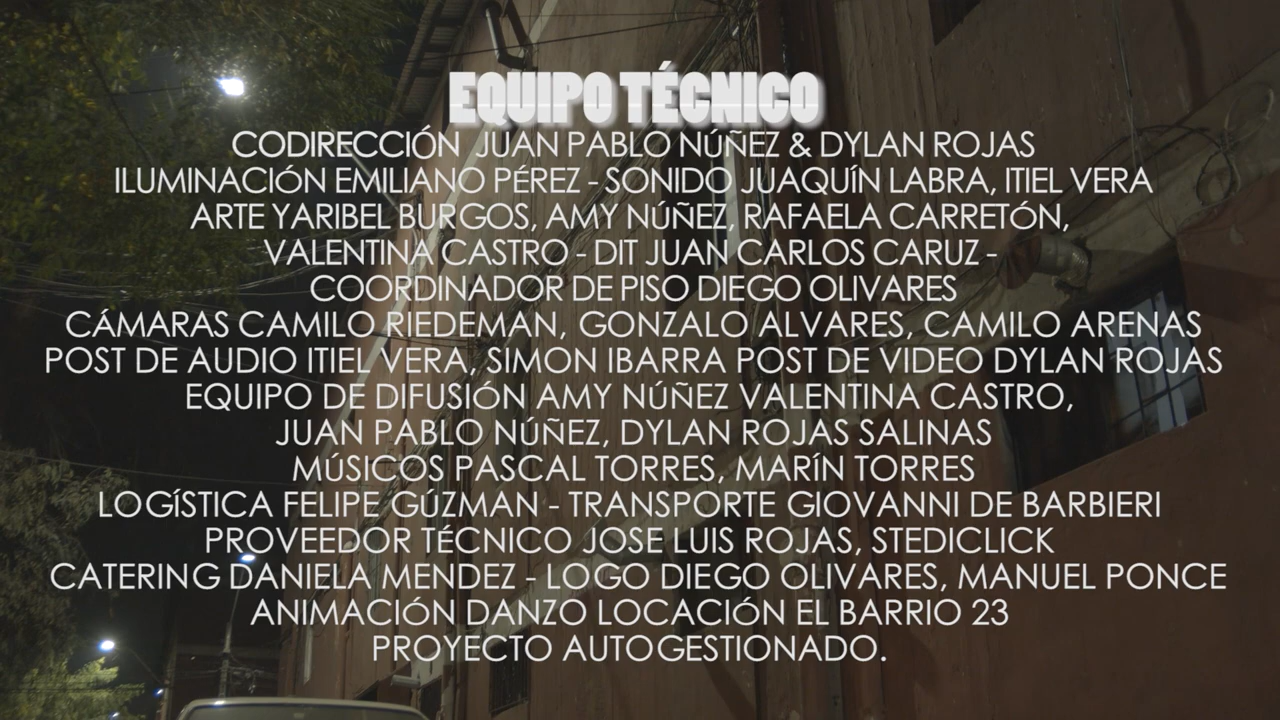 EQUIPO TÉCNICO
CODIRECCIÓN JUAN PABLO NÚÑEZ & DYLAN ROJAS
ILUMINACIÓN EMILIANO PÉREZ - SONIDO JUAQUÍN LABRA, ITIEL VERA
ARTE YARIBEL BURGOS, AMY NÚÑEZ, RAFAELA CARRETÓN,
VALENTINA CASTRO - DIT JUAN CARLOS CARUZ -
COORDINADOR DE PISO DIEGO OLIVARES
CÁMARAS CAMILO RIEDEMAN, GONZALO ALVARES, CAMILO ARENAS
POST DE AUDIO ITIEL VERA, SIMON IBARRA POST DE VIDEO DYLAN ROJAS
EQUIPO DE DIFUSIÓN AMY NÚÑEZ VALENTINA CASTRO,
JUAN PABLO NÚÑEZ, DYLAN ROJAS SALINAS
MÚSICOS PASCAL TORRES, MARÍN TORRES
LOGÍSTICA FELIPE GÚZMAN - TRANSPORTE GIOVANNI DE BARBIERI
PROVEEDOR TÉCNICO JOSE LUIS ROJAS, STEDICLICK
CATERING DANIELA MENDEZ - LOGO DIEGO OLIVARES, MANUEL PONCE
ANIMACIÓN DANZO LOCACIÓN EL BARRIO 23
PROYECTO AUTOGESTIONADO.